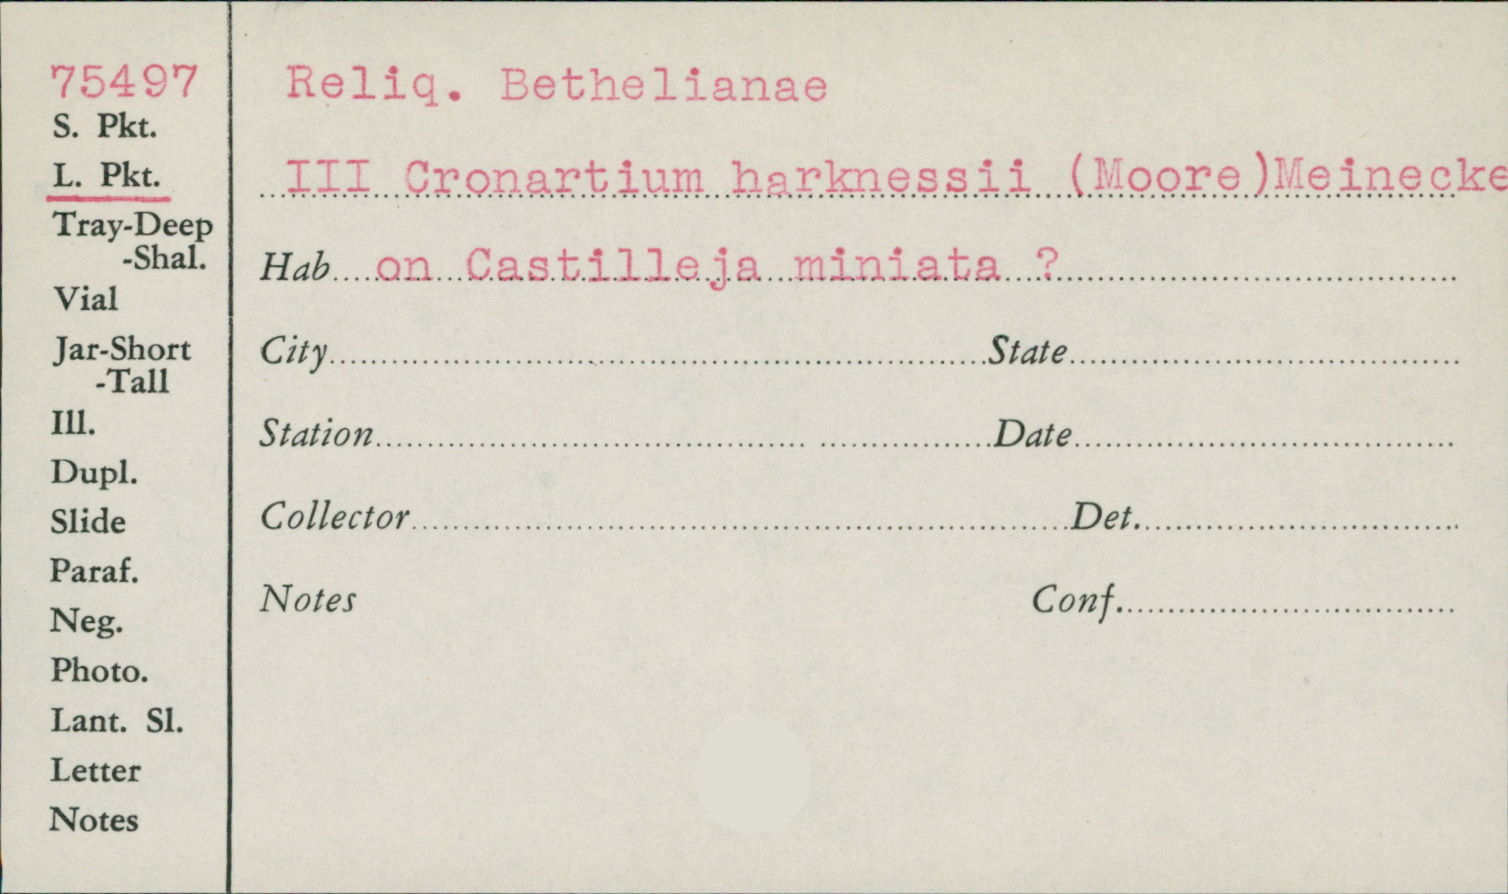 75497
S. Pkt.
L. Pkt.
Tray-Deep
-Shal.
Vial
Jar-Short
-Tall
Ill.
Dupl.
Slide
Paraf.
Neg.
Photo.
Lant. Sl.
Letter
Notes
Reliq. Bethelianae
III Cronartium harknessii (Moore)Meinecke
Hab. on Castilleja miniata ?
City State
Station Date
Collector Det.
Notes Conf.